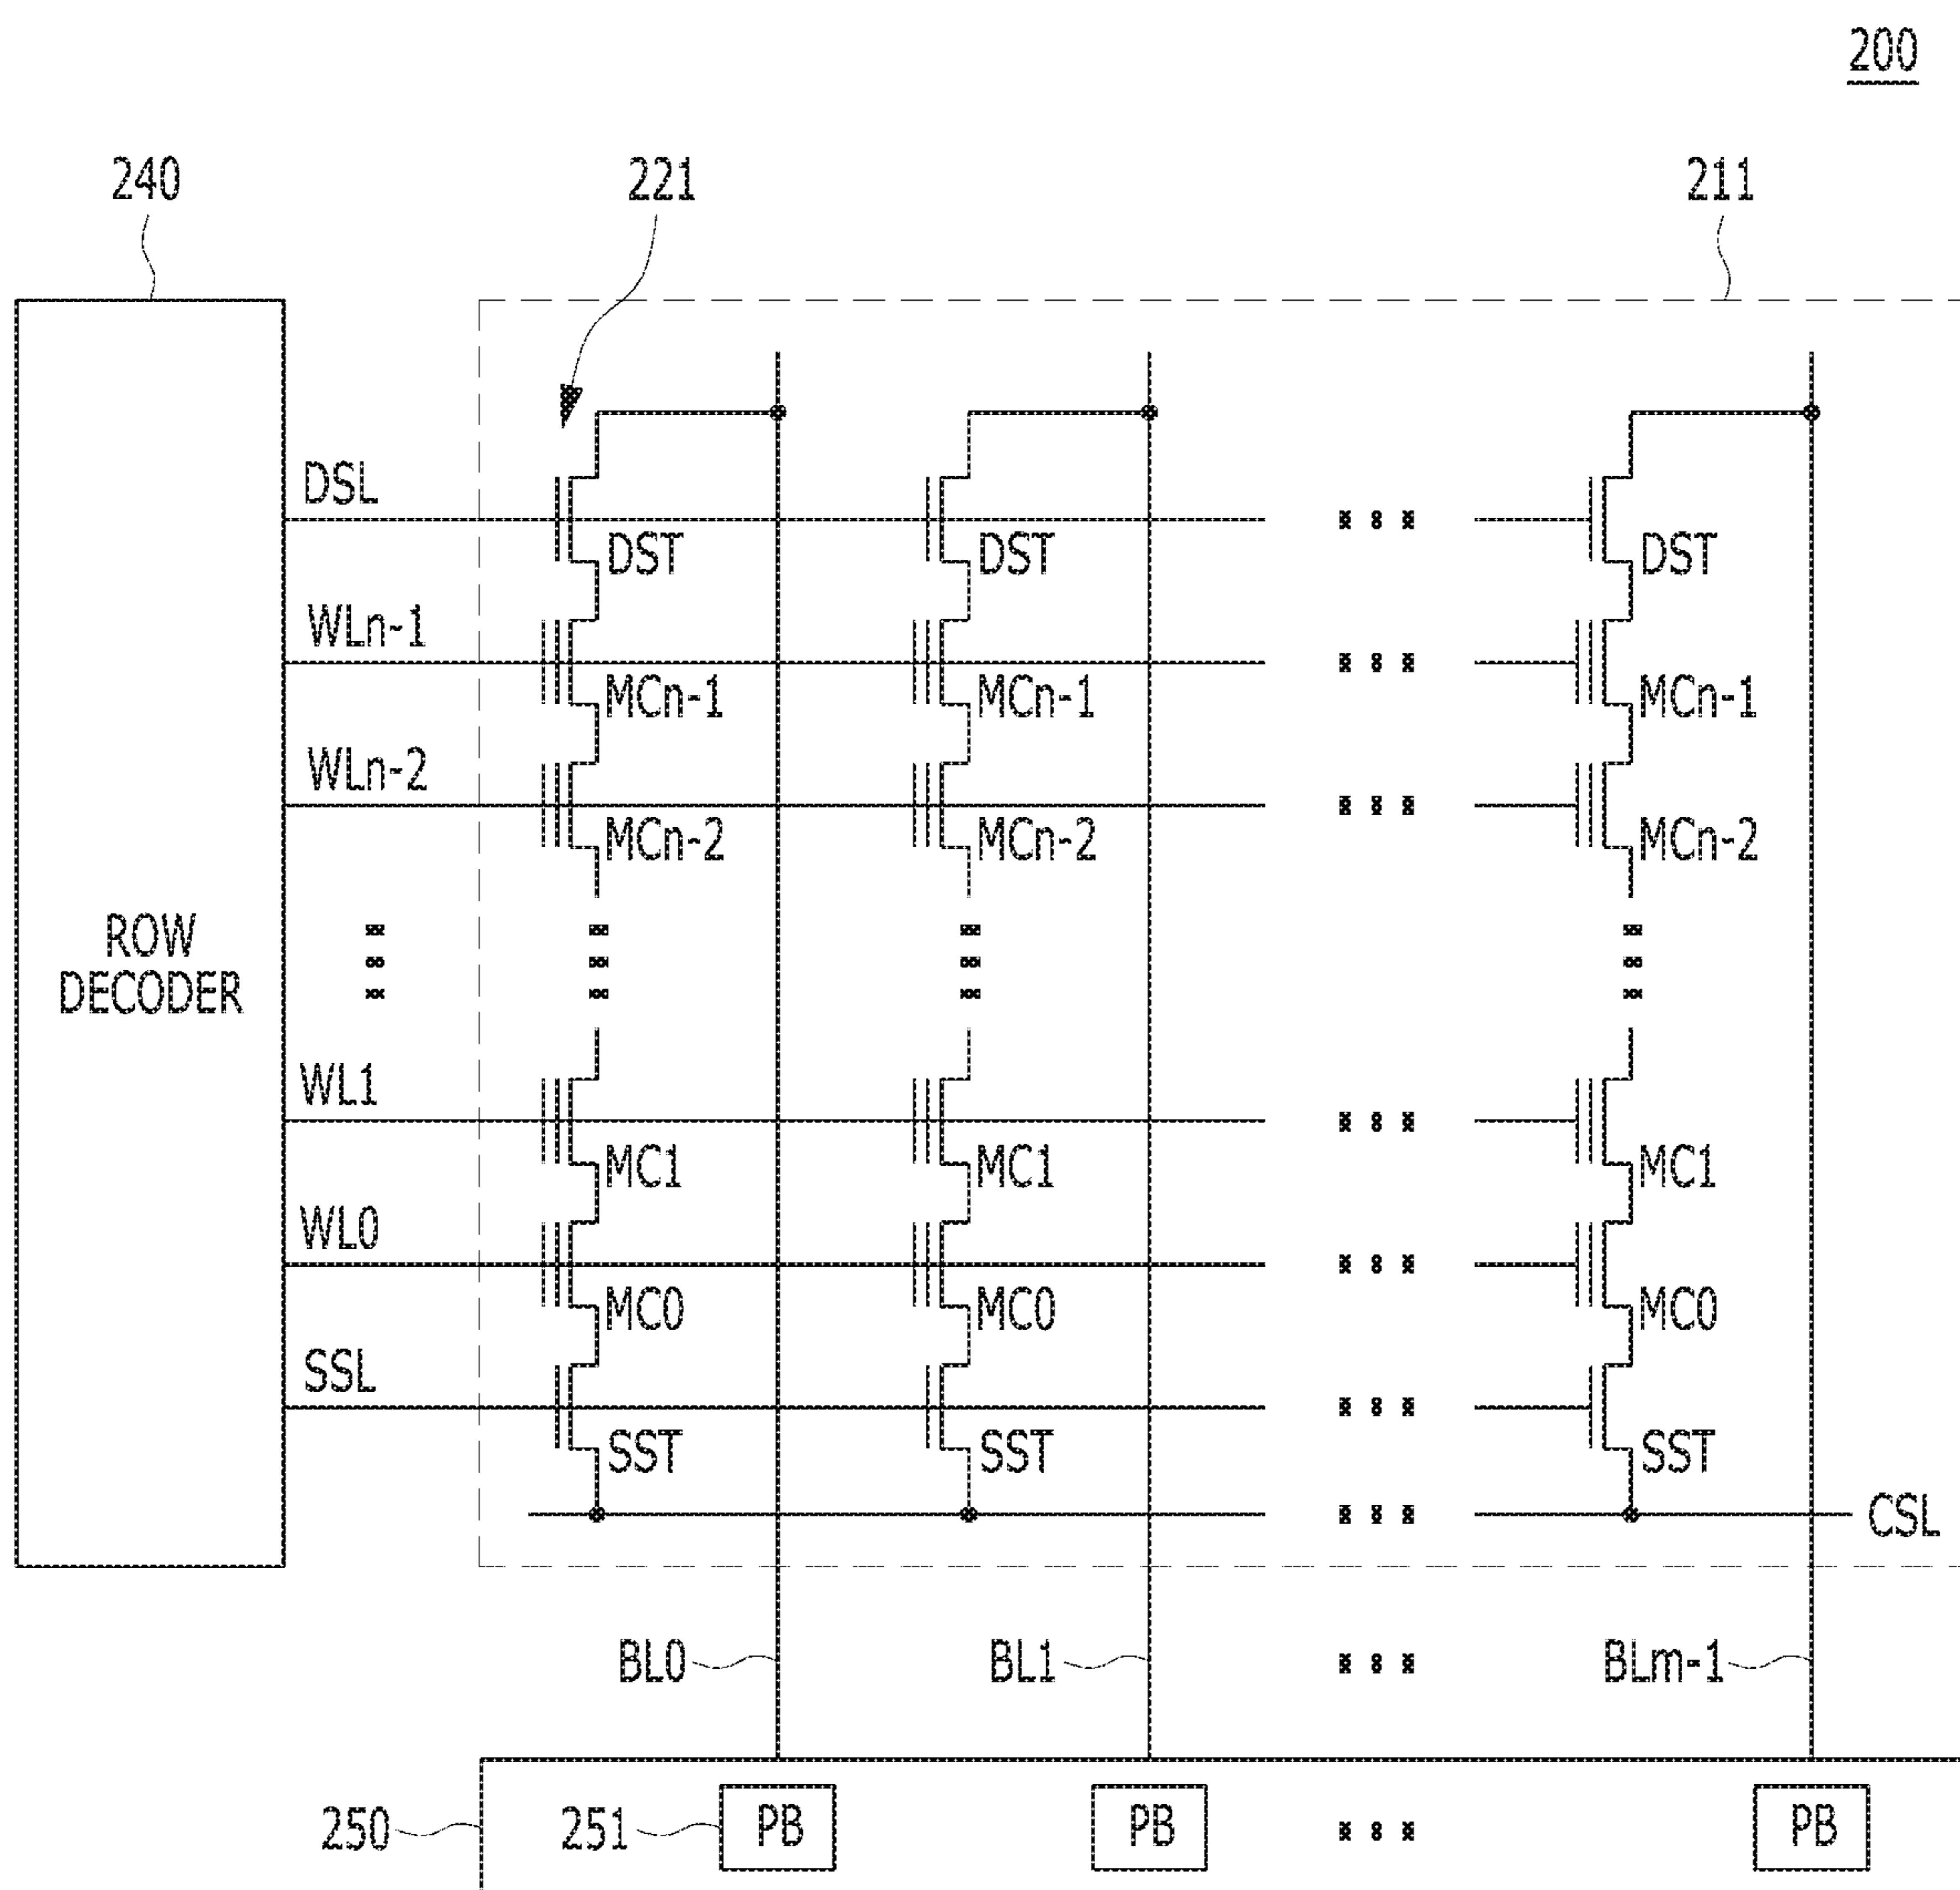 200
240
221
211
DSL
DST DST DST
WLn-1
MCn-1 MCn-1 MCn-1
WLn-2
MCn-2 MCn-2 MCn-2
ROW
DECODER
WL1
MC1 MC1 MC1
WL0
MC0 MC0 MC0
SSL
SST SST SST
CSL
BL0 BL1 BLm-1
250 251 PB PB PB